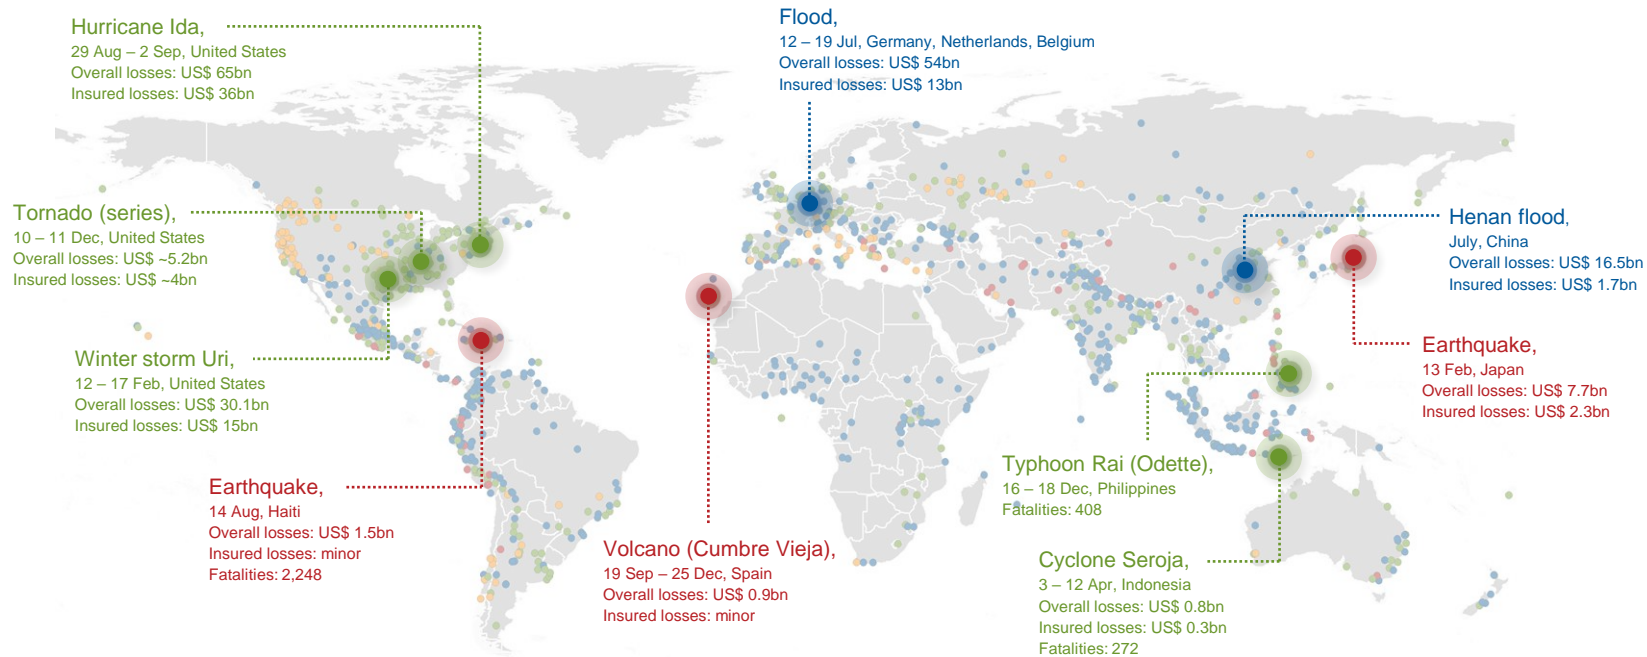 Hurricane Ida,
29 Aug – 2 Sep, United States
Overall losses: US$ 65bn
Insured losses: US$ 36bn
Flood,
12 – 19 Jul, Germany, Netherlands, Belgium
Overall losses: US$ 54bn
Insured losses: US$ 13bn
Tornado (series),
10 – 11 Dec, United States
Overall losses: US$ ~5.2bn
Insured losses: US$ ~4bn
Henan flood,
July, China
Overall losses: US$ 16.5bn
Insured losses: US$ 1.7bn
Winter storm Uri,
12 – 17 Feb, United States
Overall losses: US$ 30.1bn
Insured losses: US$ 15bn
Earthquake,
13 Feb, Japan
Overall losses: US$ 7.7bn
Insured losses: US$ 2.3bn
Earthquake,
14 Aug, Haiti
Overall losses: US$ 1.5bn
Insured losses: minor
Fatalities: 2,248
Typhoon Rai (Odette),
16 – 18 Dec, Philippines
Fatalities: 408
Volcano (Cumbre Vieja),
19 Sep – 25 Dec, Spain
Overall losses: US$ 0.9bn
Insured losses: minor
Cyclone Seroja,
3 – 12 Apr, Indonesia
Overall losses: US$ 0.8bn
Insured losses: US$ 0.3bn
Fatalities: 272